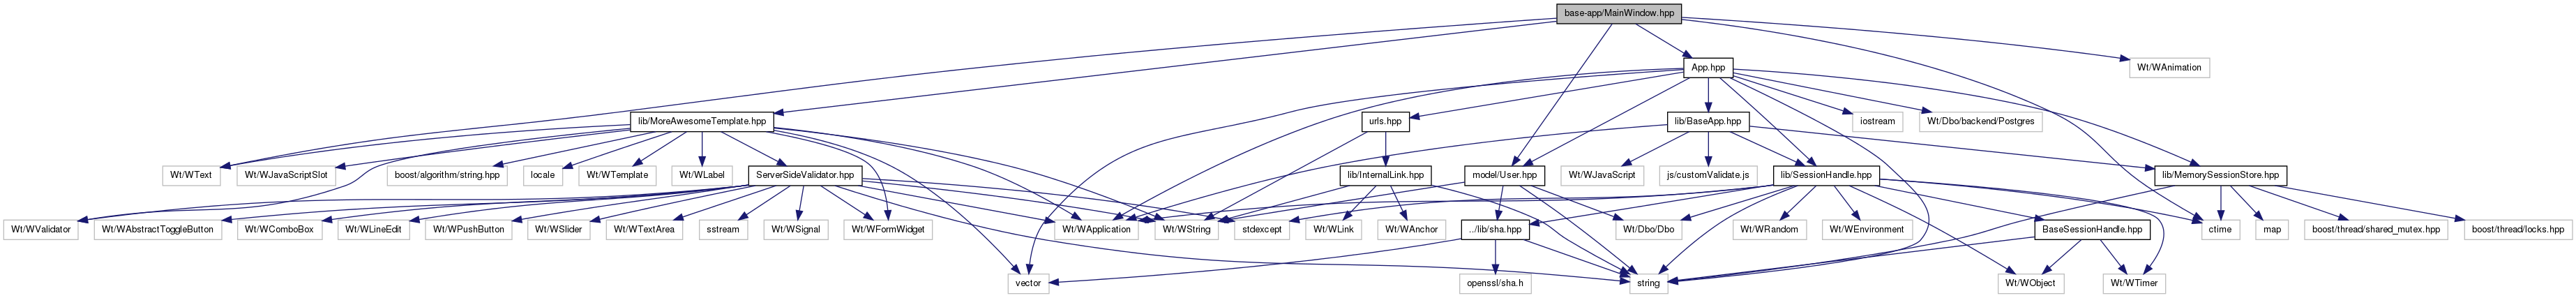 base-app/MainWindow.hpp
App.hpp
Wt/WAnimation
lib/MoreAwesomeTemplate.hpp
urls.hpp
lib/BaseApp.hpp
iostream
Wt/Dbo/backend/Postgres
Wt/WText
Wt/WJavaScriptSlot
boost/algorithm/string.hpp
locale
Wt/WTemplate
Wt/WLabel
ServerSideValidator.hpp
lib/InternalLink.hpp
model/User.hpp
Wt/WJavaScript
js/customValidate.js
lib/SessionHandle.hpp
lib/MemorySessionStore.hpp
Wt/WValidator
Wt/WAbstractToggleButton
Wt/WComboBox
Wt/WLineEdit
Wt/WPushButton
Wt/WSlider
Wt/WTextArea
sstream
Wt/WSignal
Wt/WFormWidget
Wt/WApplication
Wt/WString
stdexcept
Wt/WLink
Wt/WAnchor
../lib/sha.hpp
Wt/Dbo/Dbo
Wt/WRandom
Wt/WEnvironment
BaseSessionHandle.hpp
ctime
map
boost/thread/shared_mutex.hpp
boost/thread/locks.hpp
vector
openssl/sha.h
string
Wt/WObject
Wt/WTimer